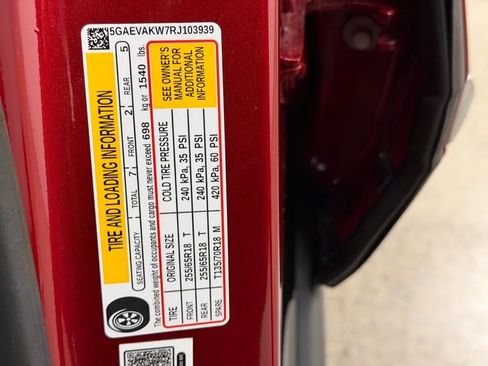 5GAEVAKW7RJ103939
TIRE AND LOADING INFORMATION
SEATING CAPACITY TOTAL 7 FRONT 2 REAR 5
The combined weight of occupants and cargo must never exceed 698 kg or 1540 lbs.
TIRE ORIGINAL SIZE COLD TIRE PRESSURE
FRONT 255/65R18 T 240 kPa, 35 PSI
REAR 255/65R18 T 240 kPa, 35 PSI
SPARE T135/70R18 M 420 kPa, 60 PSI
SEE OWNER'S
MANUAL FOR
ADDITIONAL
INFORMATION